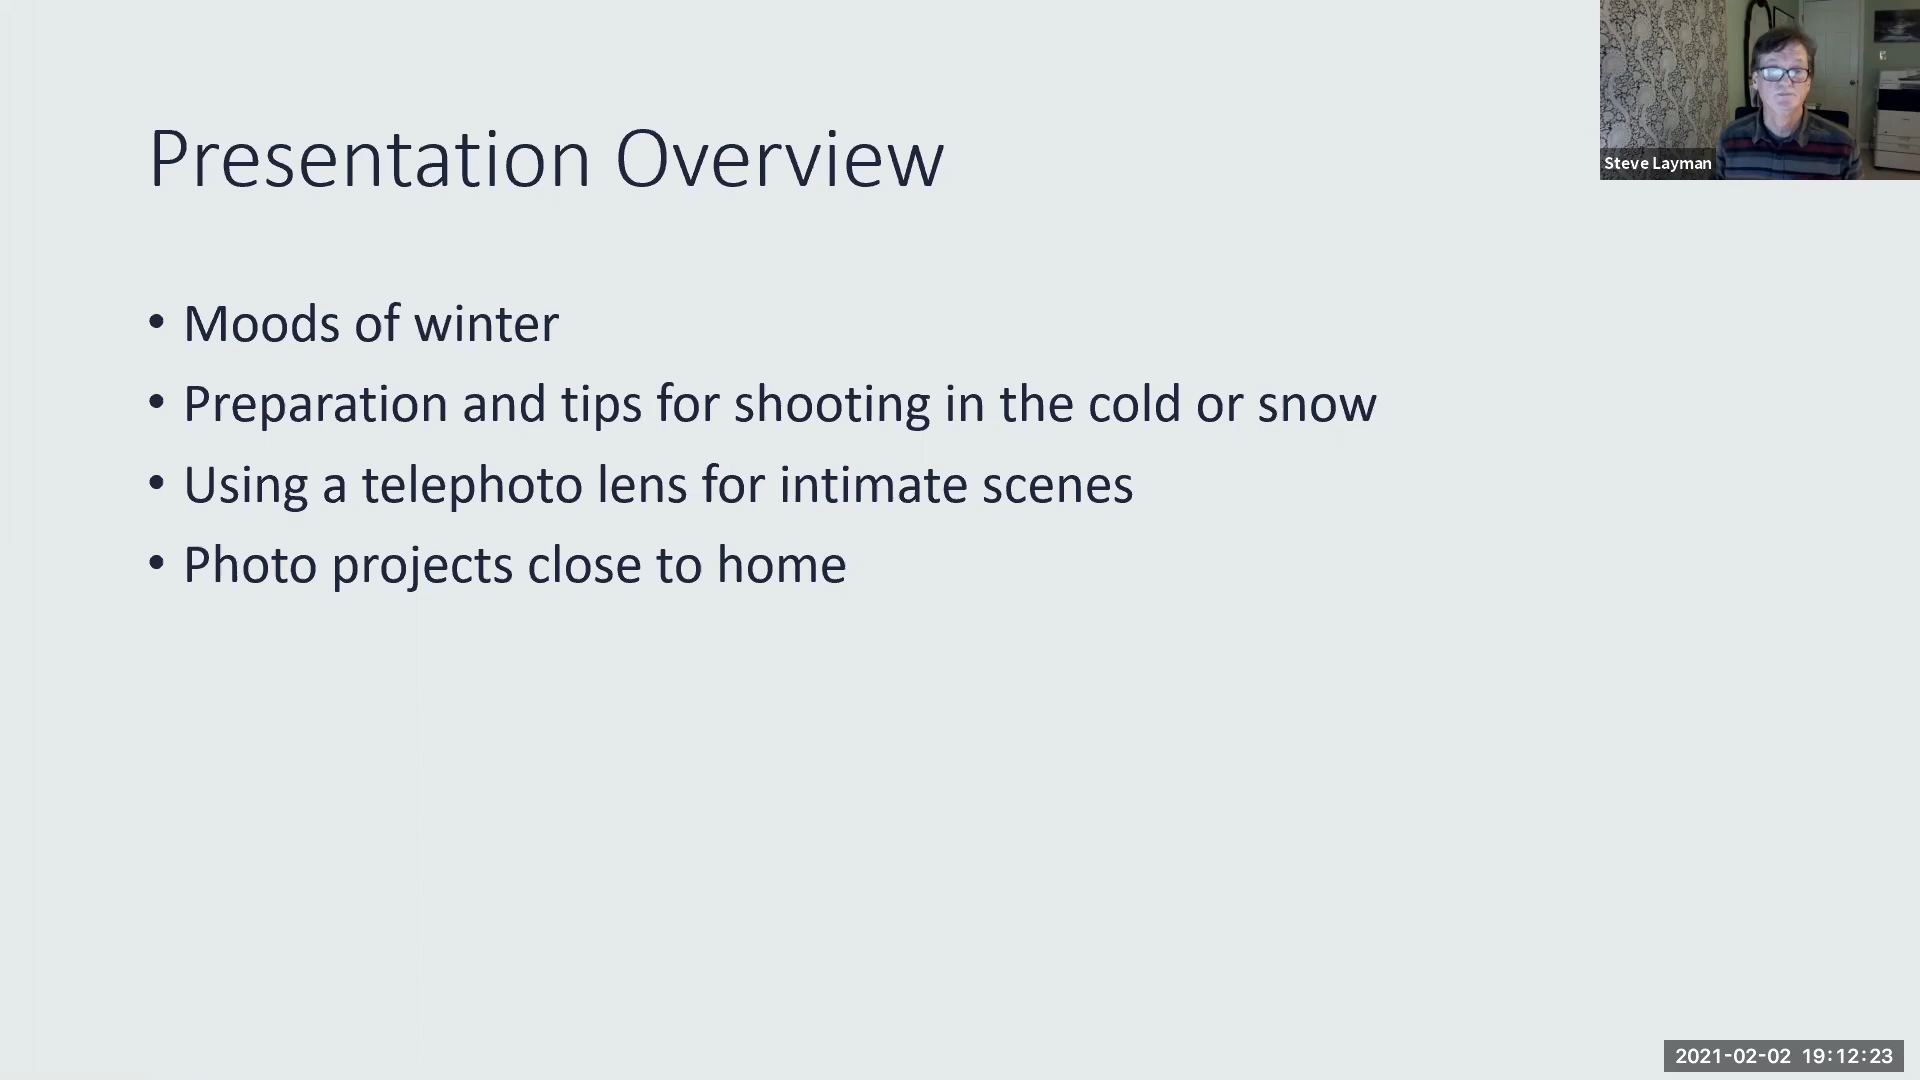 Presentation Overview
• Moods of winter
• Preparation and tips for shooting in the cold or snow
• Using a telephoto lens for intimate scenes
• Photo projects close to home
Steve Layman
2021-02-02 19:12:23